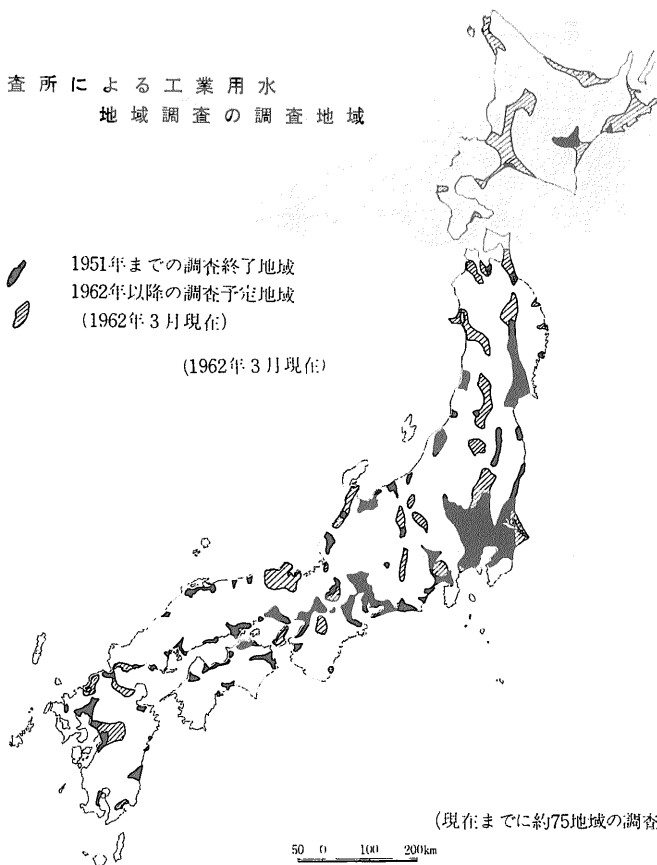 査所による工業用水
地域調査の調査地域
1951年までの調査終了地域
1962年以降の調査予定地域
(1962年3月現在)
(1962年3月現在)
(現在までに約75地域の調査
50 0 100 200km